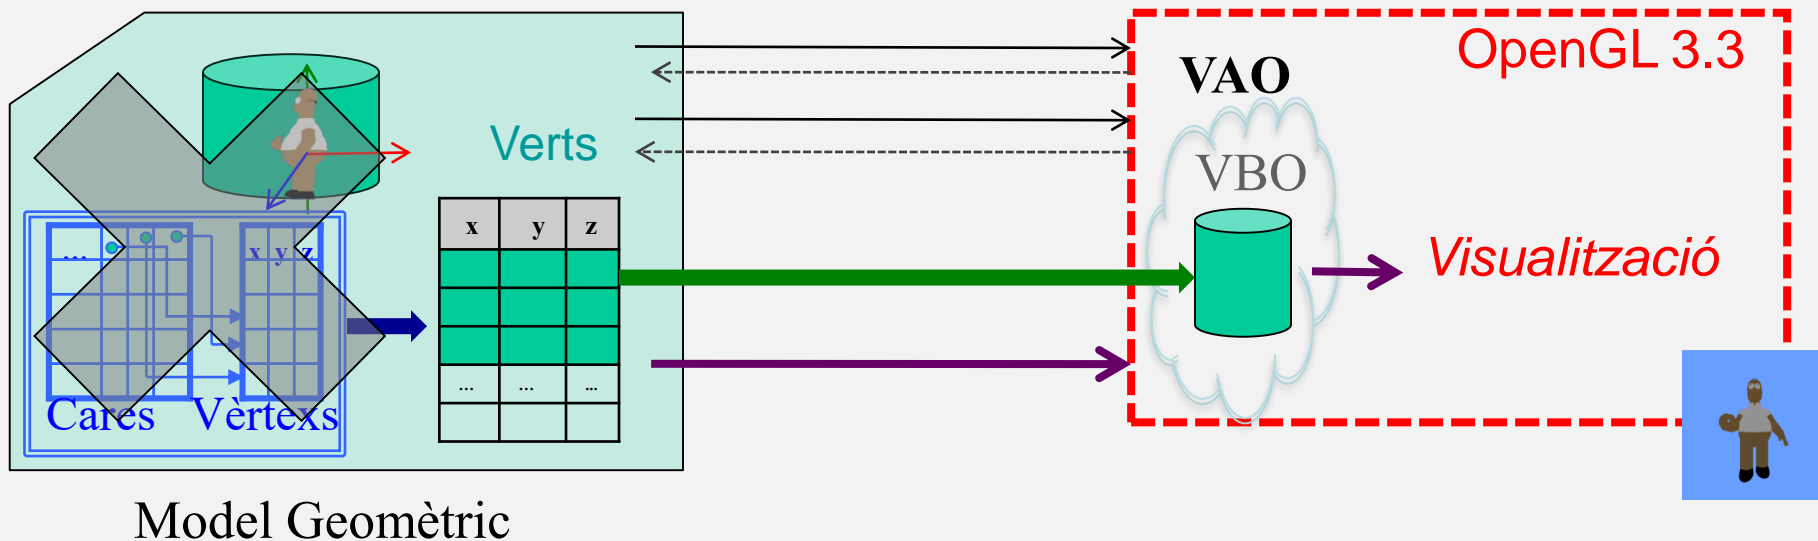 OpenGL 3.3
VAO
Verts
VBO
x y z
x y z
...
Visualització
... ... ...
Cares Vèrtexs
Model Geomètric